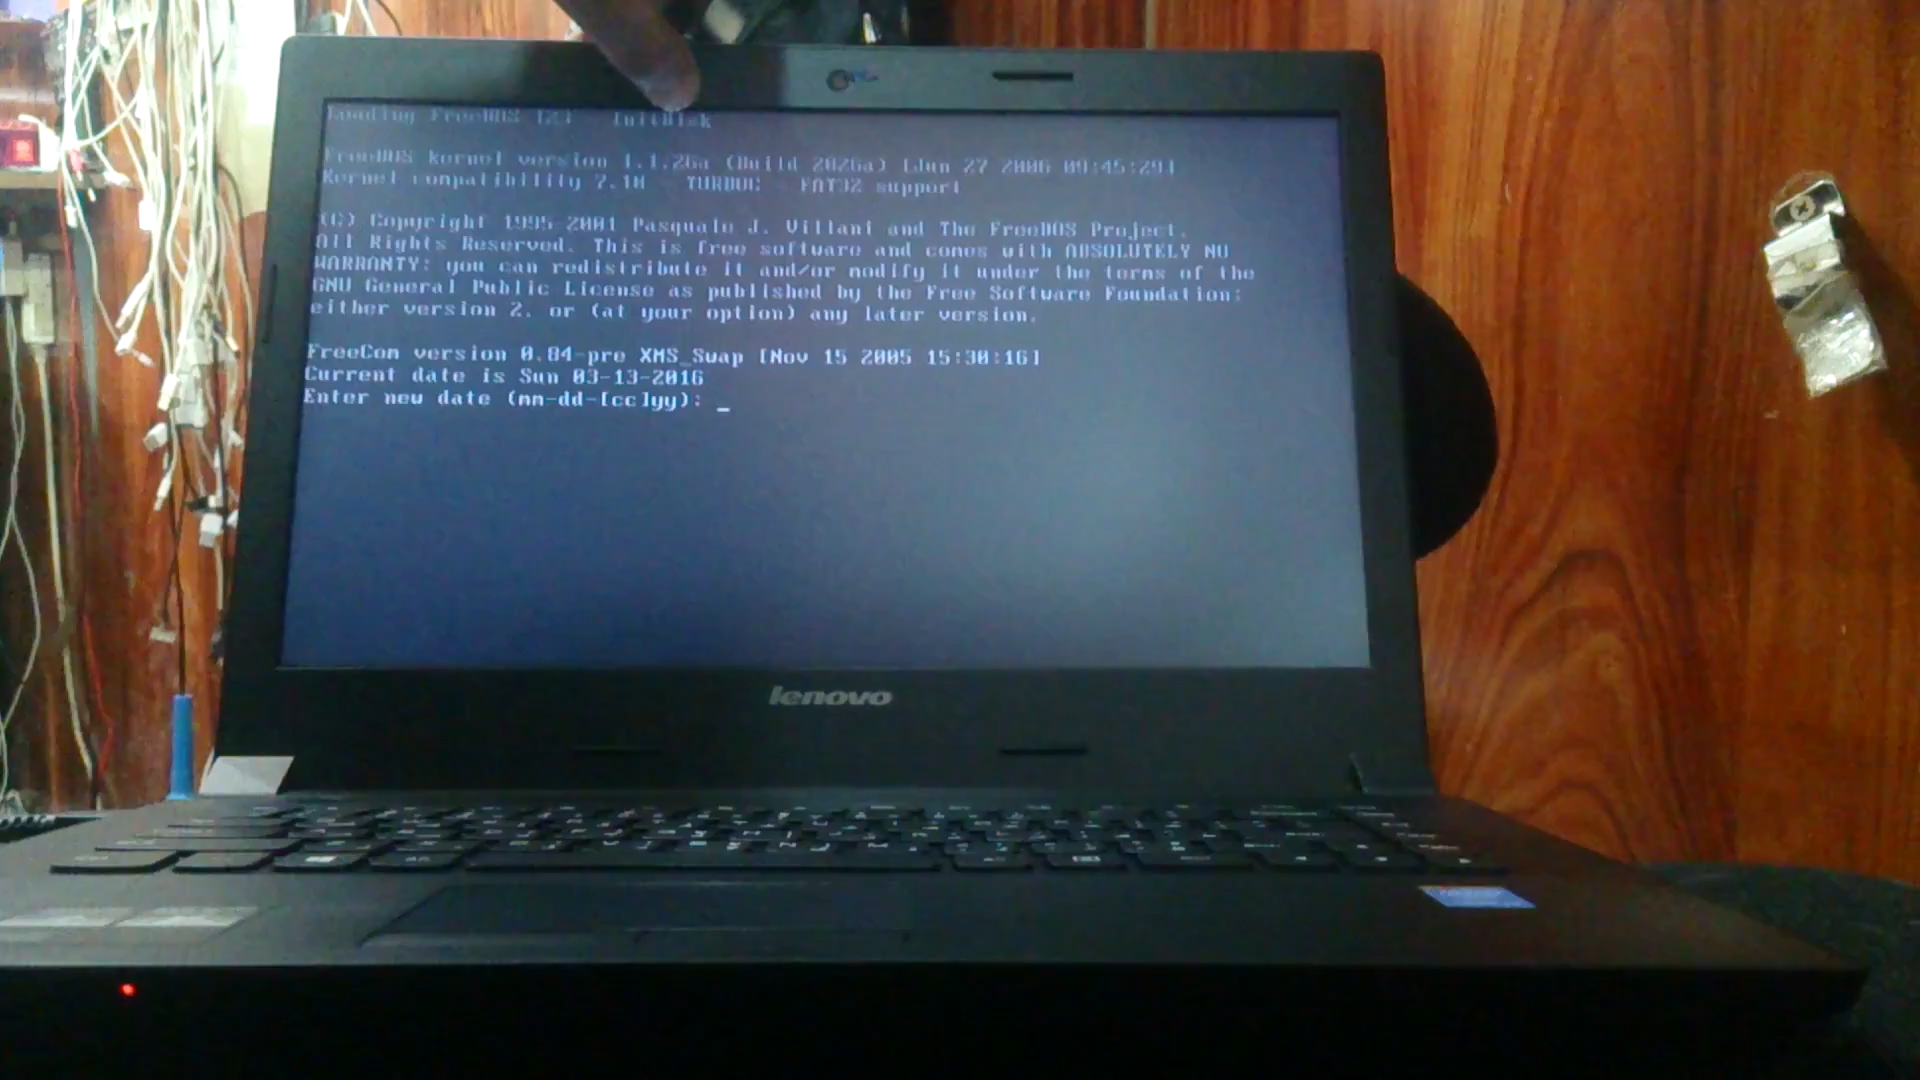 Loading FreeDOS 123 InitDisk
FreeDOS kernel version 1.1.26a (Build 2026a) [Jun 27 2006 09:45:29]
Kernel compatibility 7.10 - TURBOC - FAT32 support
(C) Copyright 1995-2001 Pasquale J. Villani and The FreeDOS Project.
All Rights Reserved. This is free software and comes with ABSOLUTELY NO
WARRANTY; you can redistribute it and/or modify it under the terms of the
GNU General Public License as published by the Free Software Foundation;
either version 2, or (at your option) any later version.
FreeCom version 0.84-pre XMS_Swap [Nov 15 2005 15:30:16]
Current date is Sun 03-13-2016
Enter new date (mm-dd-[cc]yy): _
lenovo